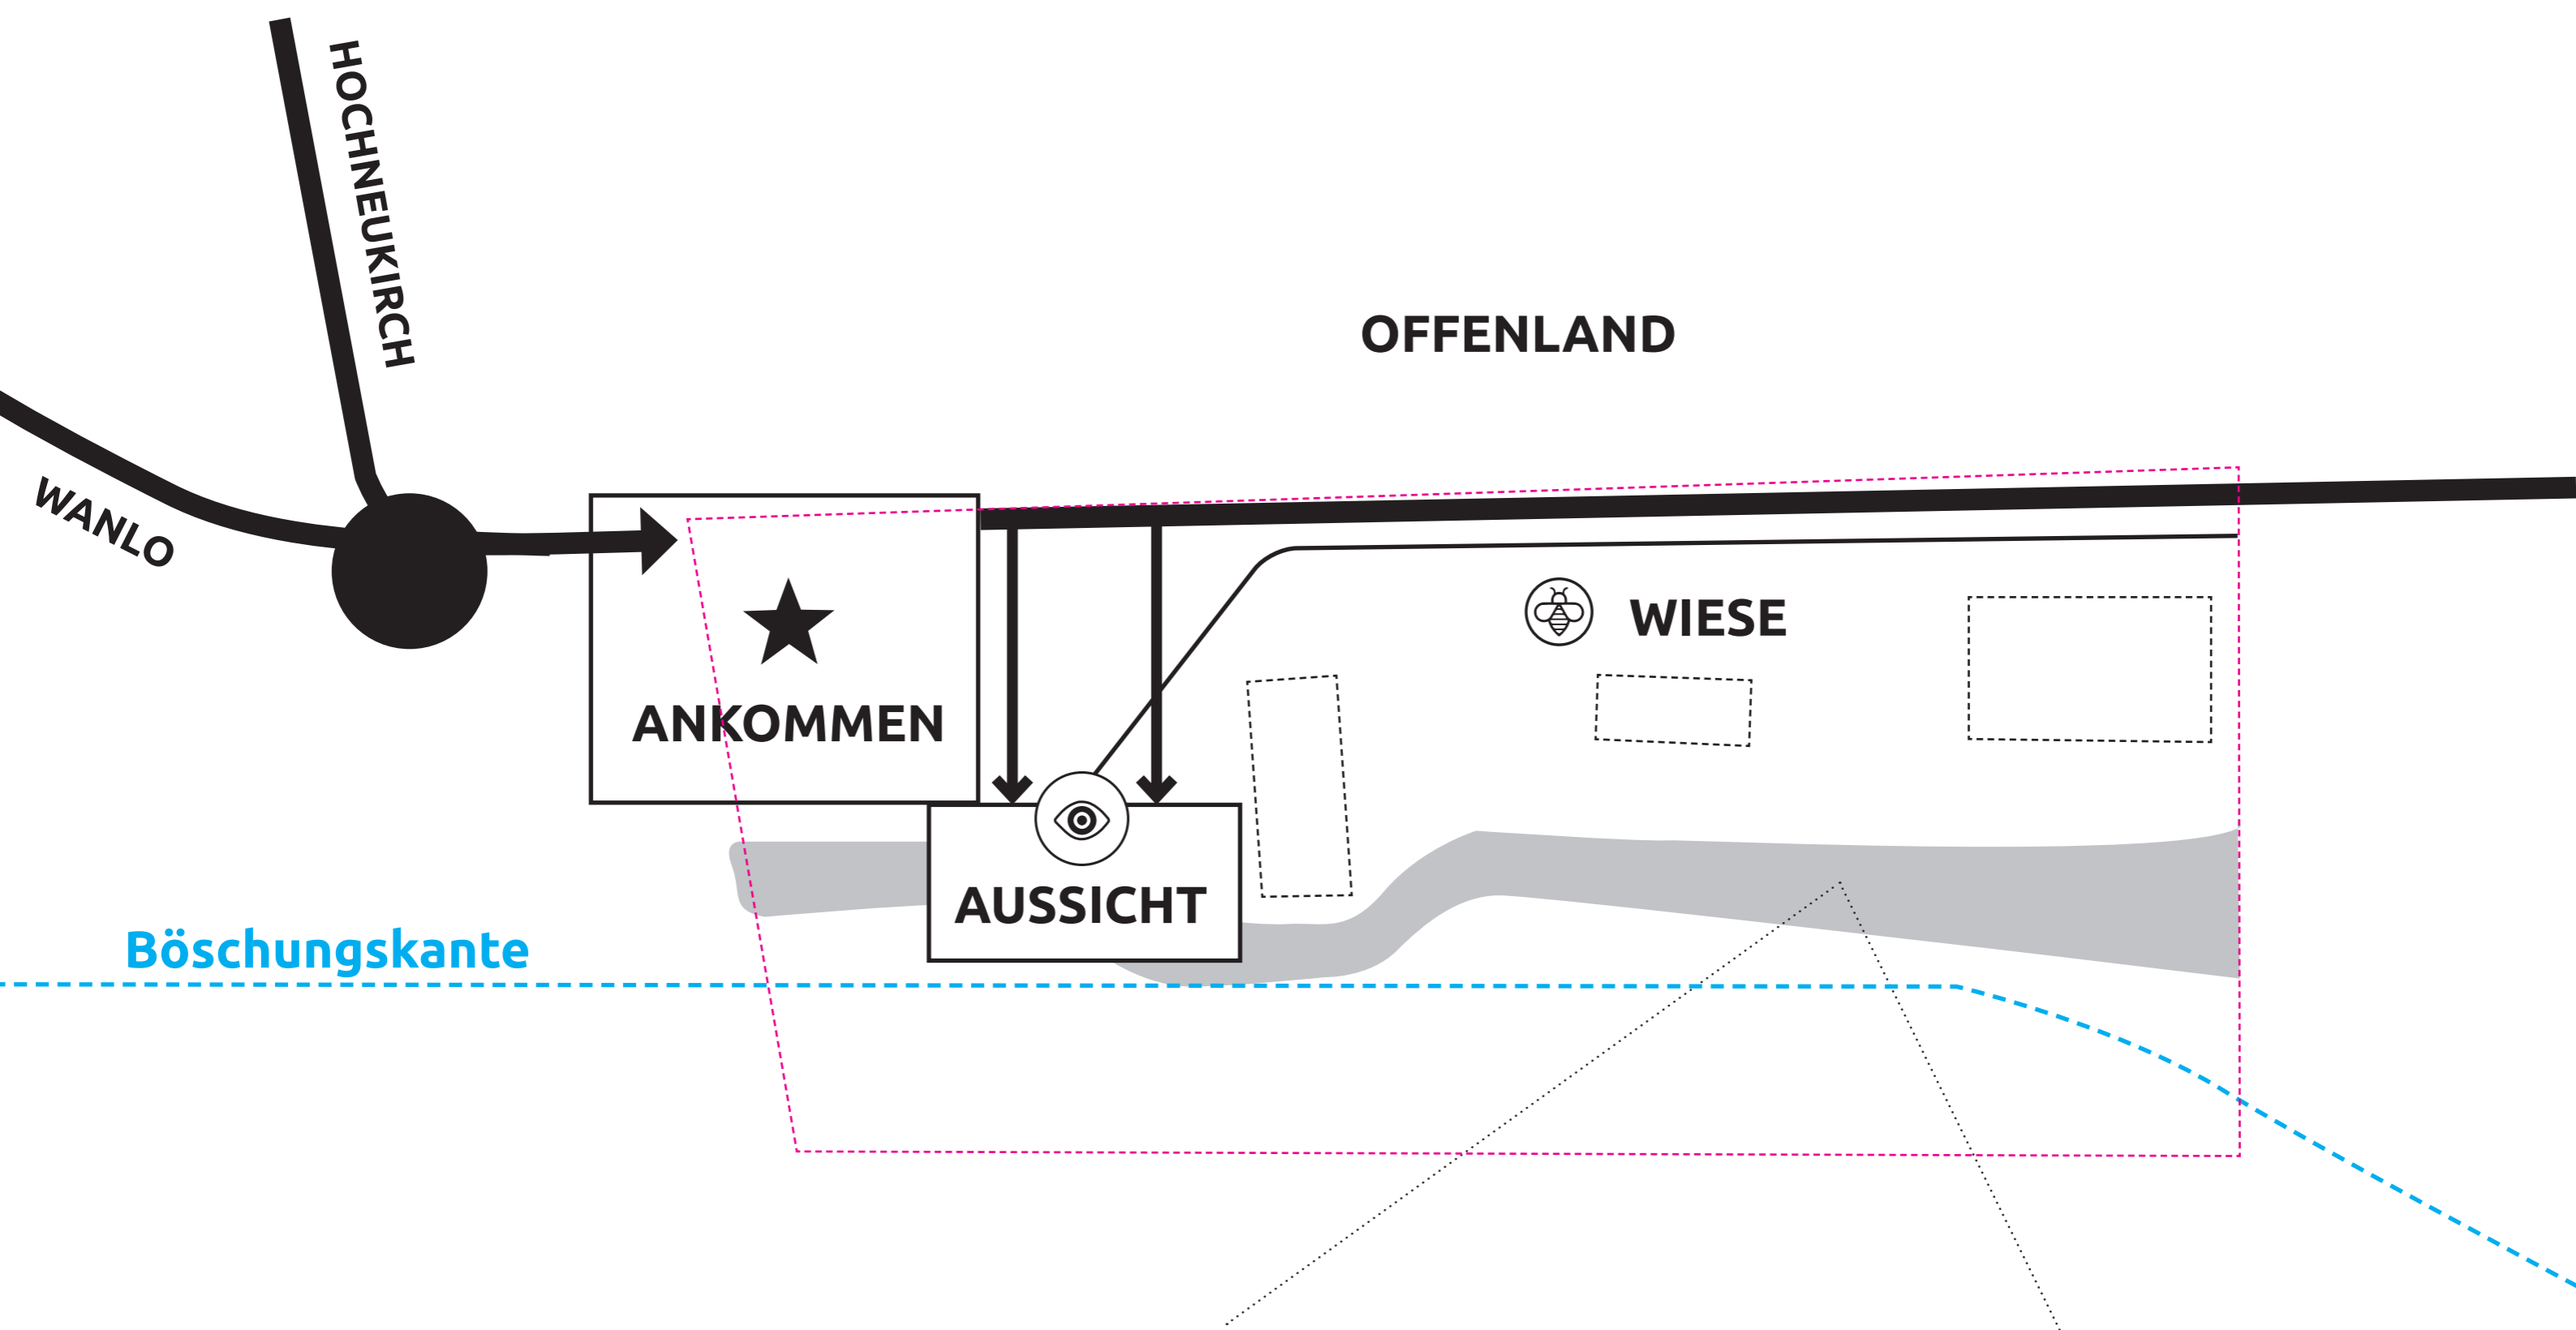 HOCHNEUKIRCH
OFFENLAND
WANLO
WIESE
ANKOMMEN
AUSSICHT
Böschungskante